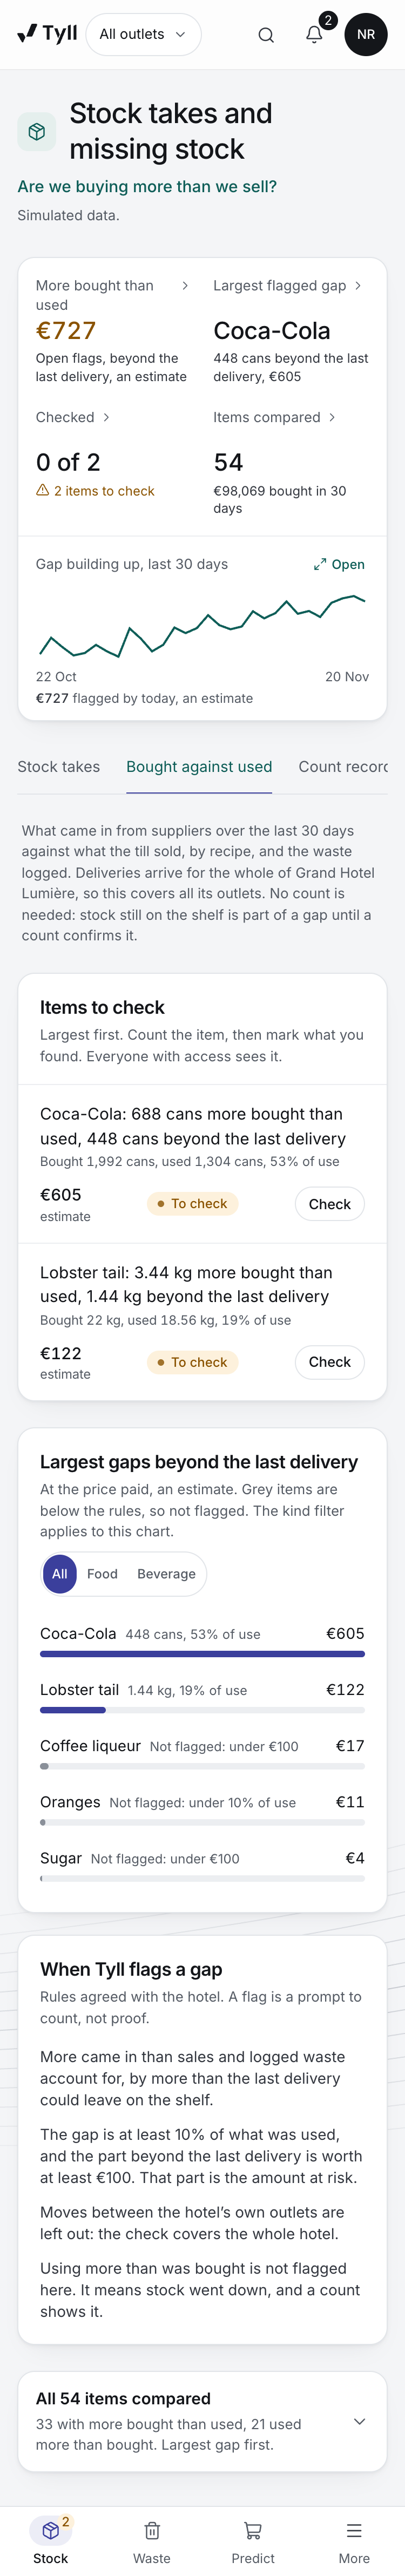 Tyll
All outlets
2
NR
Stock takes and
missing stock
Are we buying more than we sell?
Simulated data.
More bought than
used
€727
Open flags, beyond the
last delivery, an estimate
Largest flagged gap
Coca-Cola
448 cans beyond the last
delivery, €605
Checked
0 of 2
2 items to check
Items compared
54
€98,069 bought in 30
days
Gap building up, last 30 days
Open
22 Oct
20 Nov
€727 flagged by today, an estimate
Stock takes
Bought against used
Count record
What came in from suppliers over the last 30 days
against what the till sold, by recipe, and the waste
logged. Deliveries arrive for the whole of Grand Hotel
Lumière, so this covers all its outlets. No count is
needed: stock still on the shelf is part of a gap until a
count confirms it.
Items to check
Largest first. Count the item, then mark what you
found. Everyone with access sees it.
Coca-Cola: 688 cans more bought than
used, 448 cans beyond the last delivery
Bought 1,992 cans, used 1,304 cans, 53% of use
€605
estimate
To check
Check
Lobster tail: 3.44 kg more bought than
used, 1.44 kg beyond the last delivery
Bought 22 kg, used 18.56 kg, 19% of use
€122
estimate
To check
Check
Largest gaps beyond the last delivery
At the price paid, an estimate. Grey items are
below the rules, so not flagged. The kind filter
applies to this chart.
All
Food
Beverage
Coca-Cola 448 cans, 53% of use €605
Lobster tail 1.44 kg, 19% of use €122
Coffee liqueur Not flagged: under €100 €17
Oranges Not flagged: under 10% of use €11
Sugar Not flagged: under €100 €4
When Tyll flags a gap
Rules agreed with the hotel. A flag is a prompt to
count, not proof.
More came in than sales and logged waste
account for, by more than the last delivery
could leave on the shelf.
The gap is at least 10% of what was used,
and the part beyond the last delivery is worth
at least €100. That part is the amount at risk.
Moves between the hotel's own outlets are
left out: the check covers the whole hotel.
Using more than was bought is not flagged
here. It means stock went down, and a count
shows it.
All 54 items compared
33 with more bought than used, 21 used
more than bought. Largest gap first.
2
Stock
Waste
Predict
More